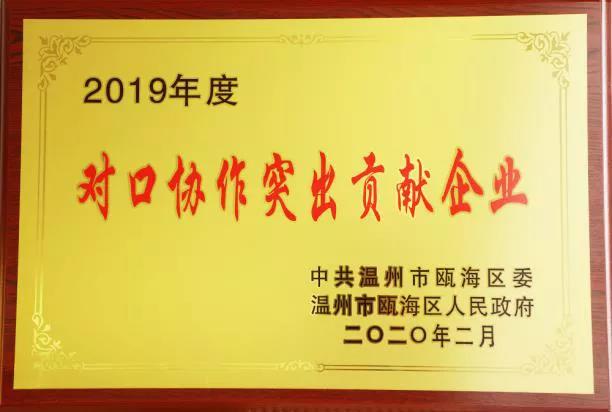 2019年度
对口协作突出贡献企业
中共温州市瓯海区委
温州市瓯海区人民政府
二〇二〇年二月